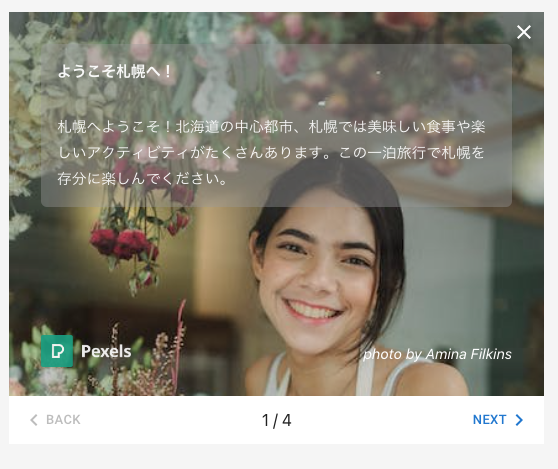 ようこそ札幌へ！
札幌へようこそ！北海道の中心都市、札幌では美味しい食事や楽
しいアクティビティがたくさんあります。この一泊旅行で札幌を
存分に楽しんでください。
Pexels
photo by Amina Filkins
BACK
1 / 4
NEXT